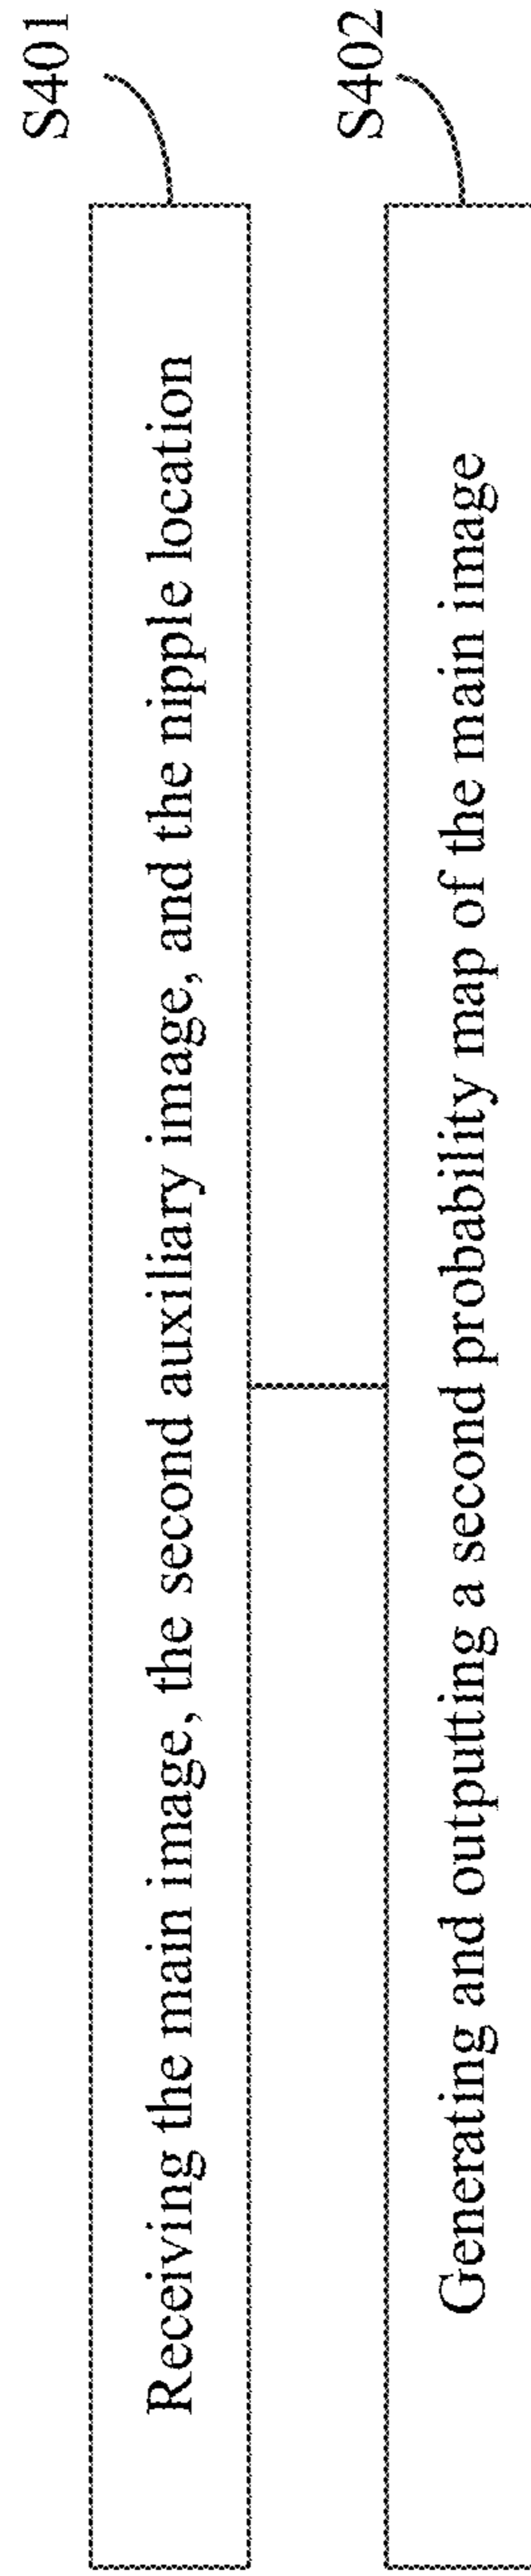 S401
Receiving the main image, the second auxiliary image, and the nipple location
S402
Generating and outputting a second probability map of the main image